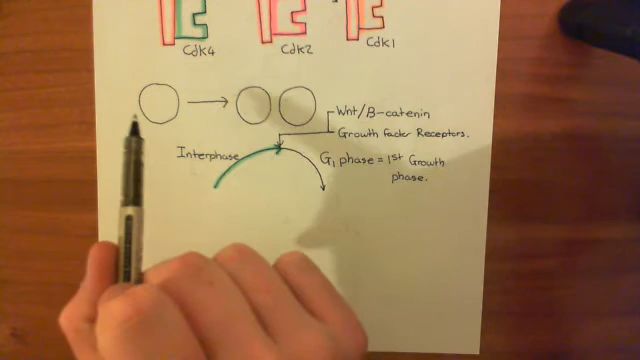 Cdk4
Cdk2
Cdk1
Wnt/B-catenin
Growth factor Receptors.
Interphase
G₁ phase = 1st Growth
phase.